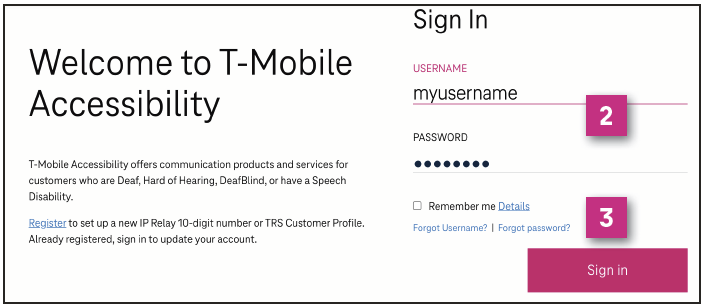 Welcome to T-Mobile
Accessibility
T-Mobile Accessibility offers communication products and services for
customers who are Deaf, Hard of Hearing, DeafBlind, or have a Speech
Disability.
Register to set up a new IP Relay 10-digit number or TRS Customer Profile.
Already registered, sign in to update your account.
Sign In
USERNAME
myusername
2
PASSWORD
●●●●●●●●
Remember me Details
3
Forgot Username? | Forgot password?
Sign in